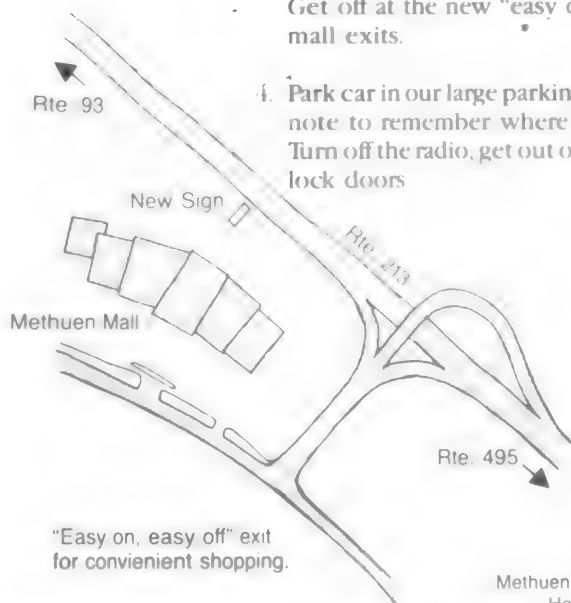 Get off at the new "easy o
mall exits.
Park car in our large parkin
note to remember where
Turn off the radio, get out o
lock doors
Rte. 93
New Sign
Rte. 213
Methuen Mall
Rte. 495
"Easy on, easy off" exit
for convienient shopping.
Methuen
Ho